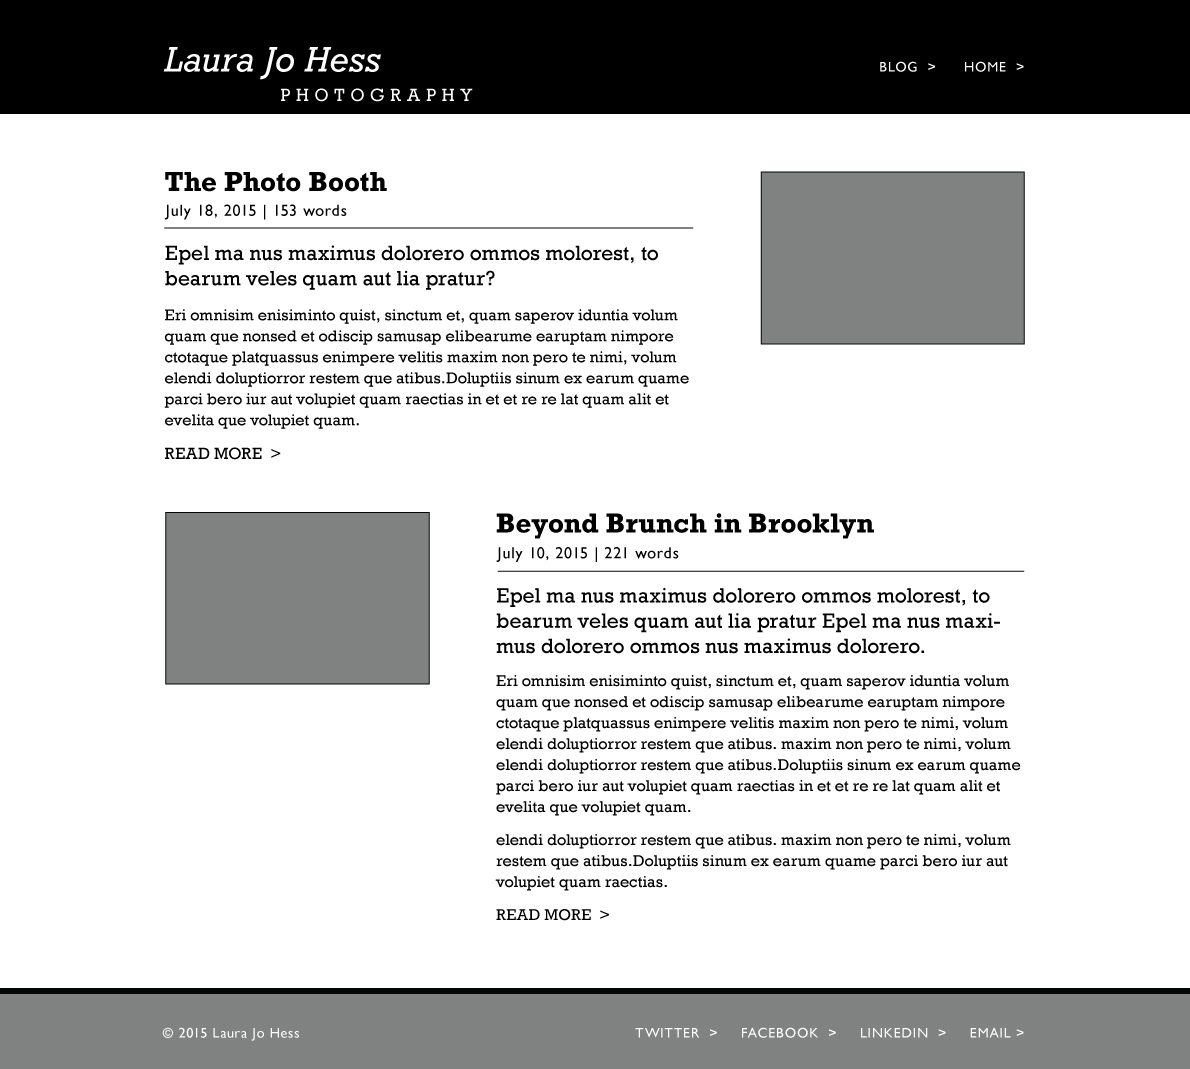 Laura Jo Hess
PHOTOGRAPHY
BLOG > HOME >
The Photo Booth
July 18, 2015 | 153 words
Epel ma nus maximus dolorero ommos molorest, to
bearum veles quam aut lia pratur?
Eri omnisim enisiminto quist, sinctum et, quam saperov iduntia volum
quam que nonsed et odiscip samusap elibearume earuptam nimpore
ctotaque platquassus enimpere velitis maxim non pero te nimi, volum
elendi doluptiorror restem que atibus.Doluptiis sinum ex earum quame
parci bero iur aut volupiet quam raectias in et et re re lat quam alit et
evelita que volupiet quam.
READ MORE >
Beyond Brunch in Brooklyn
July 10, 2015 | 221 words
Epel ma nus maximus dolorero ommos molorest, to
bearum veles quam aut lia pratur Epel ma nus maxi-
mus dolorero ommos nus maximus dolorero.
Eri omnisim enisiminto quist, sinctum et, quam saperov iduntia volum
quam que nonsed et odiscip samusap elibearume earuptam nimpore
ctotaque platquassus enimpere velitis maxim non pero te nimi, volum
elendi doluptiorror restem que atibus. maxim non pero te nimi, volum
elendi doluptiorror restem que atibus.Doluptiis sinum ex earum quame
parci bero iur aut volupiet quam raectias in et et re re lat quam alit et
evelita que volupiet quam.
elendi doluptiorror restem que atibus. maxim non pero te nimi, volum
restem que atibus.Doluptiis sinum ex earum quame parci bero iur aut
volupiet quam raectias.
READ MORE >
© 2015 Laura Jo Hess
TWITTER > FACEBOOK > LINKEDIN > EMAIL >